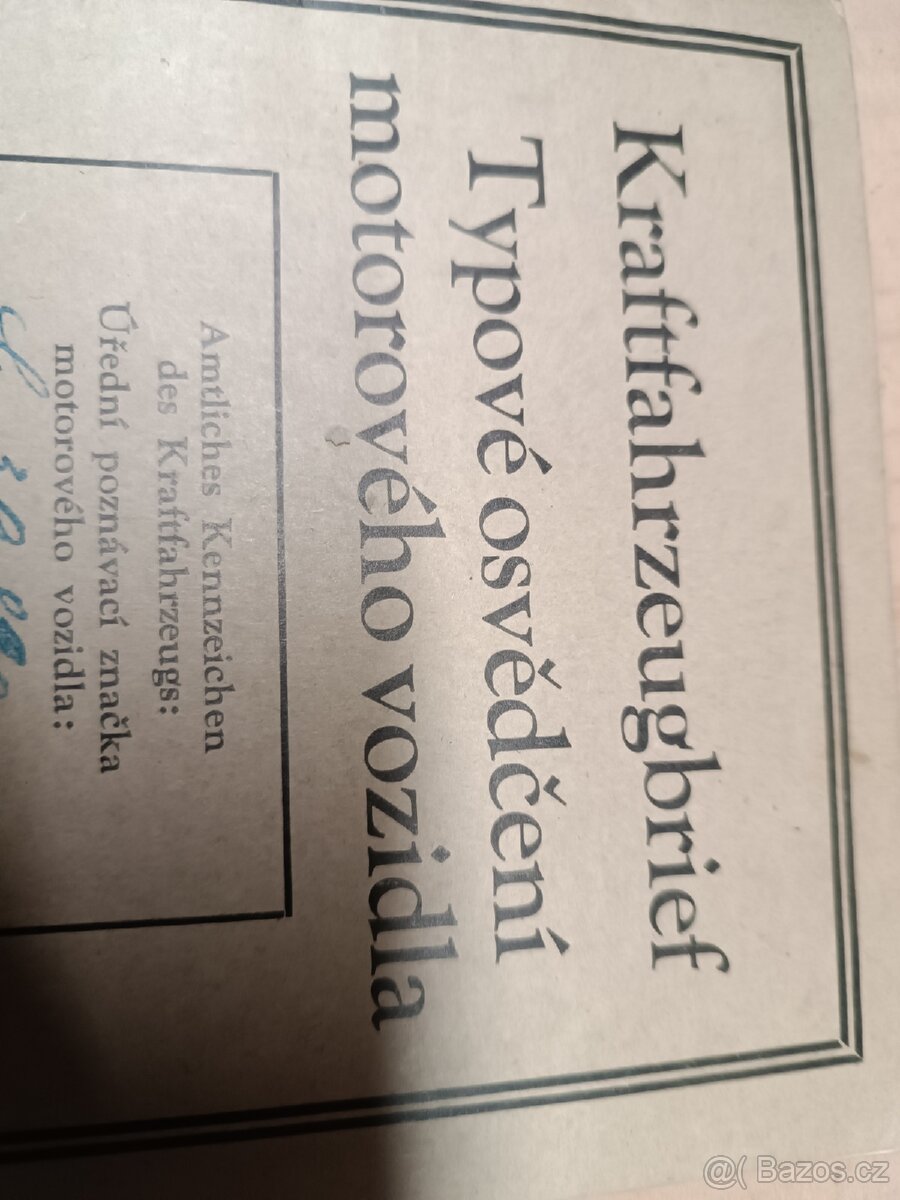 Kraftfahrzeugbrief
Typové osvědčení
motorového vozidla
Amtliches Kennzeichen
des Kraftfahrzeugs:
Úřední poznávací značka
motorového vozidla:
@( Bazos.cz